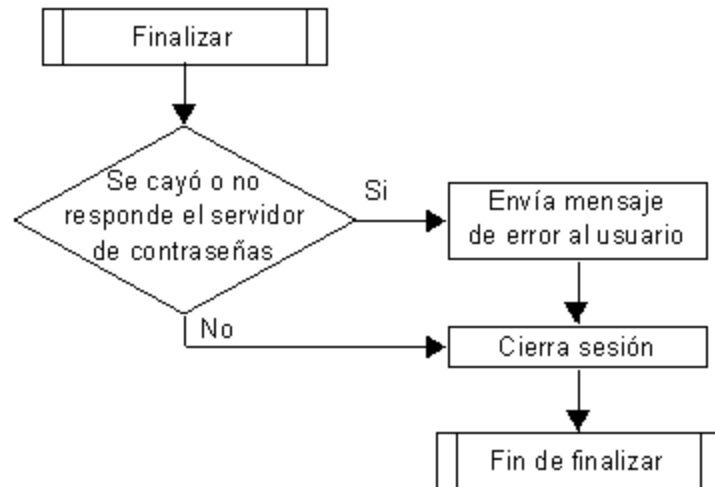 Finalizar
Se cayó o no
responde el servidor
de contraseñas
Si
Envía mensaje
de error al usuario
No
Cierra sesión
Fin de finalizar